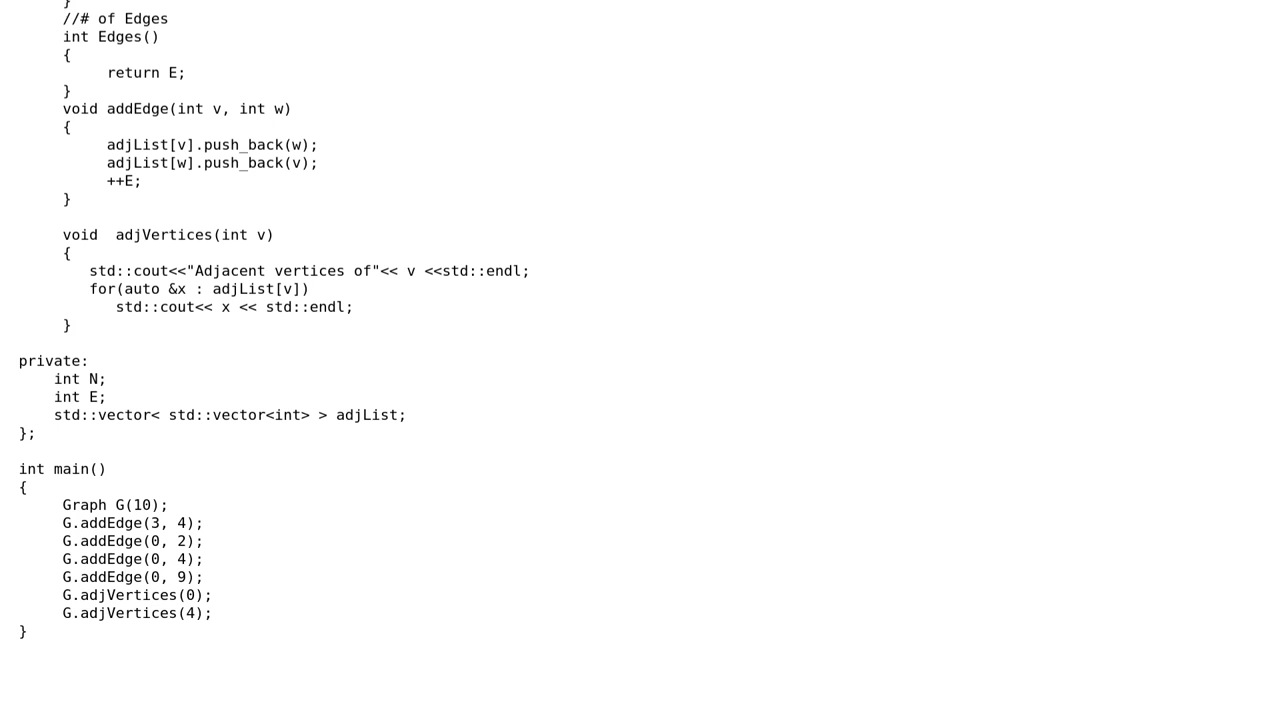 }
//# of Edges
int Edges()
{
return E;
}
void addEdge(int v, int w)
{
adjList[v].push_back(w);
adjList[w].push_back(v);
++E;
}
void  adjVertices(int v)
{
std::cout<<"Adjacent vertices of"<< v <<std::endl;
for(auto &x : adjList[v])
std::cout<< x << std::endl;
}
private:
int N;
int E;
std::vector< std::vector<int> > adjList;
};
int main()
{
Graph G(10);
G.addEdge(3, 4);
G.addEdge(0, 2);
G.addEdge(0, 4);
G.addEdge(0, 9);
G.adjVertices(0);
G.adjVertices(4);
}